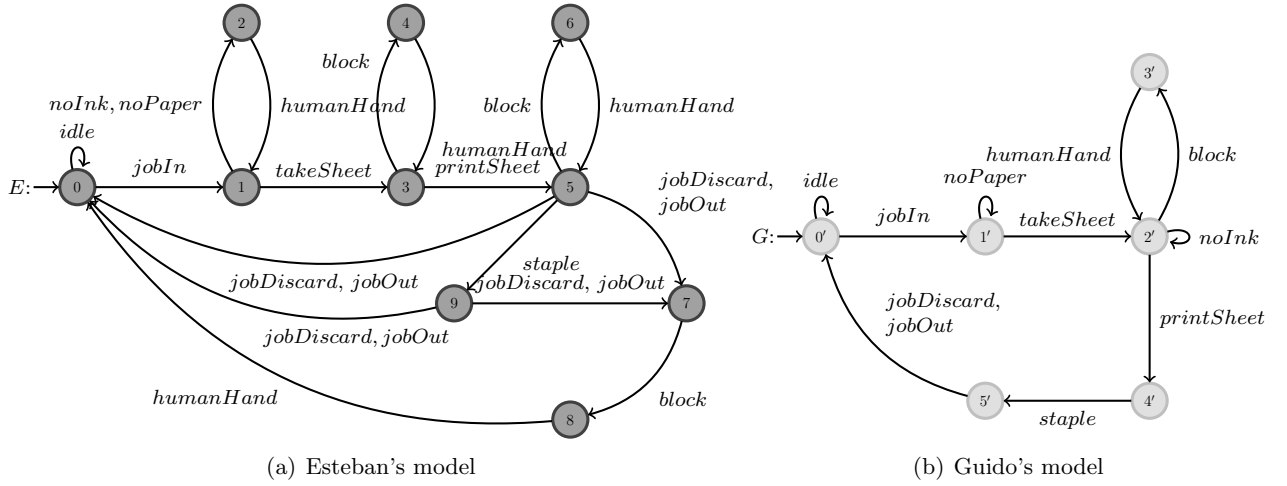 2
4
6
3′
block
noInk, noPaper
humanHand
block
humanHand
idle
humanHand
block
jobDiscard,
jobOut
idle
noPaper
humanHand
jobIn
takeSheet
printSheet
E:
0
1
3
5
jobIn
takeSheet
G:
0′
1′
2′
noInk
staple
jobDiscard, jobOut
jobDiscard, jobOut
9
7
jobDiscard,
jobOut
printSheet
jobDiscard, jobOut
humanHand
block
8
5′
4′
staple
(a) Esteban's model
(b) Guido's model